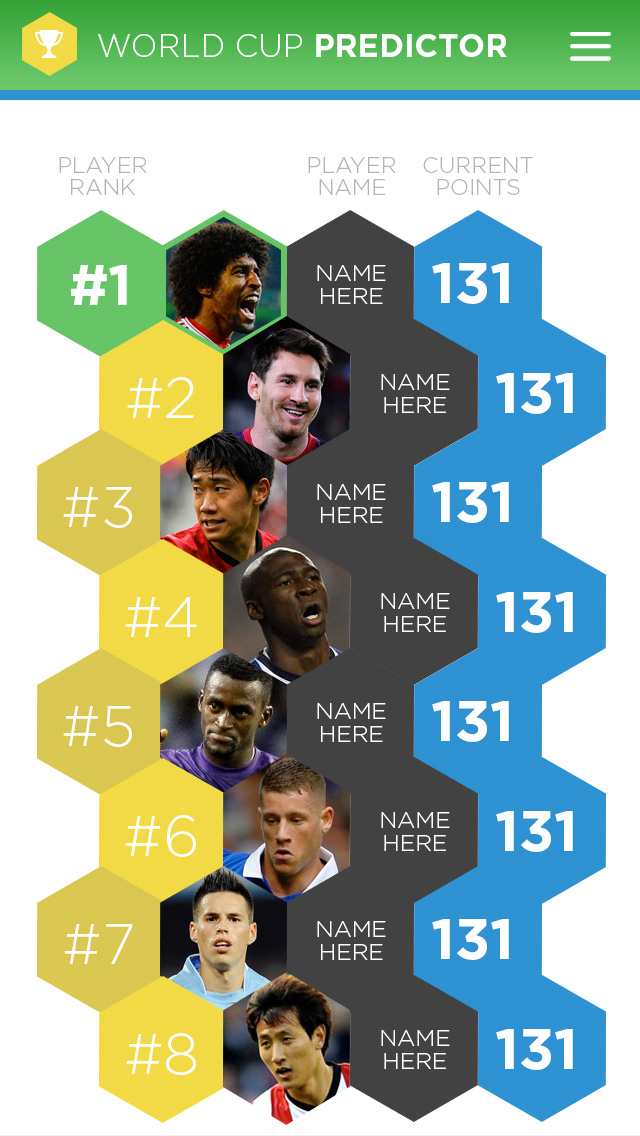 WORLD CUP PREDICTOR
PLAYER
RANK
PLAYER
NAME
CURRENT
POINTS
#1
NAME
HERE
131
#2
NAME
HERE
131
#3
NAME
HERE
131
#4
NAME
HERE
131
#5
NAME
HERE
131
#6
NAME
HERE
131
#7
NAME
HERE
131
#8
NAME
HERE
131